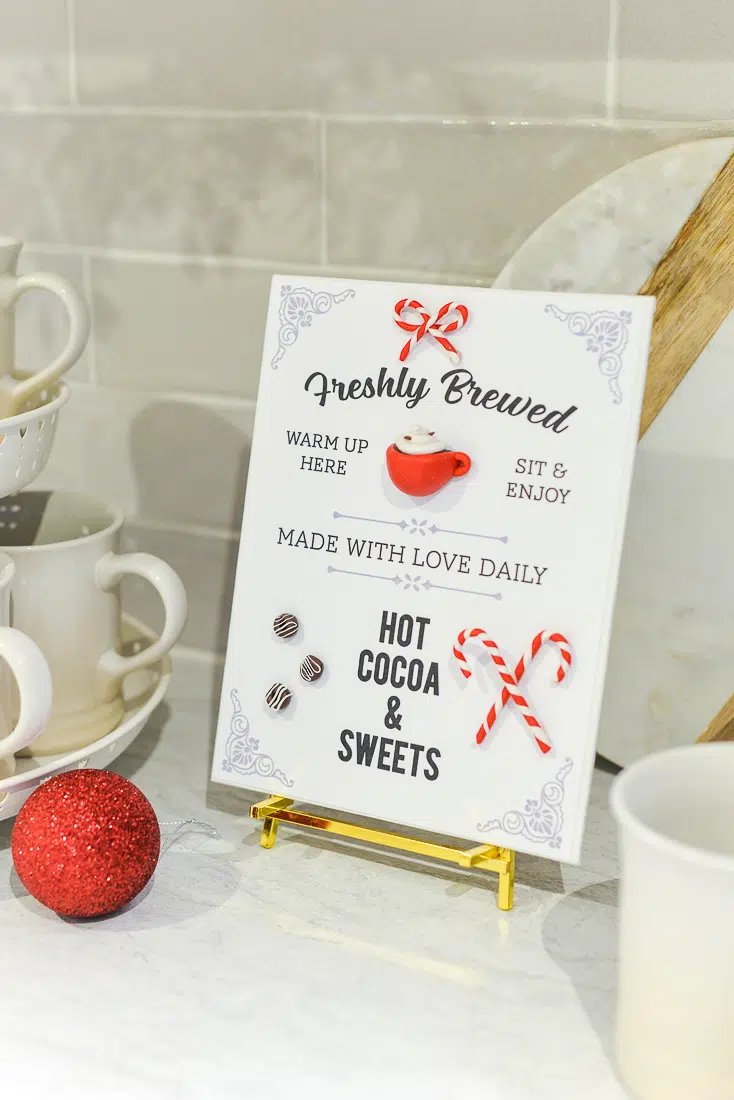 Freshly Brewed
WARM UP
HERE
SIT &
ENJOY
MADE WITH LOVE DAILY
HOT
COCOA
&
SWEETS